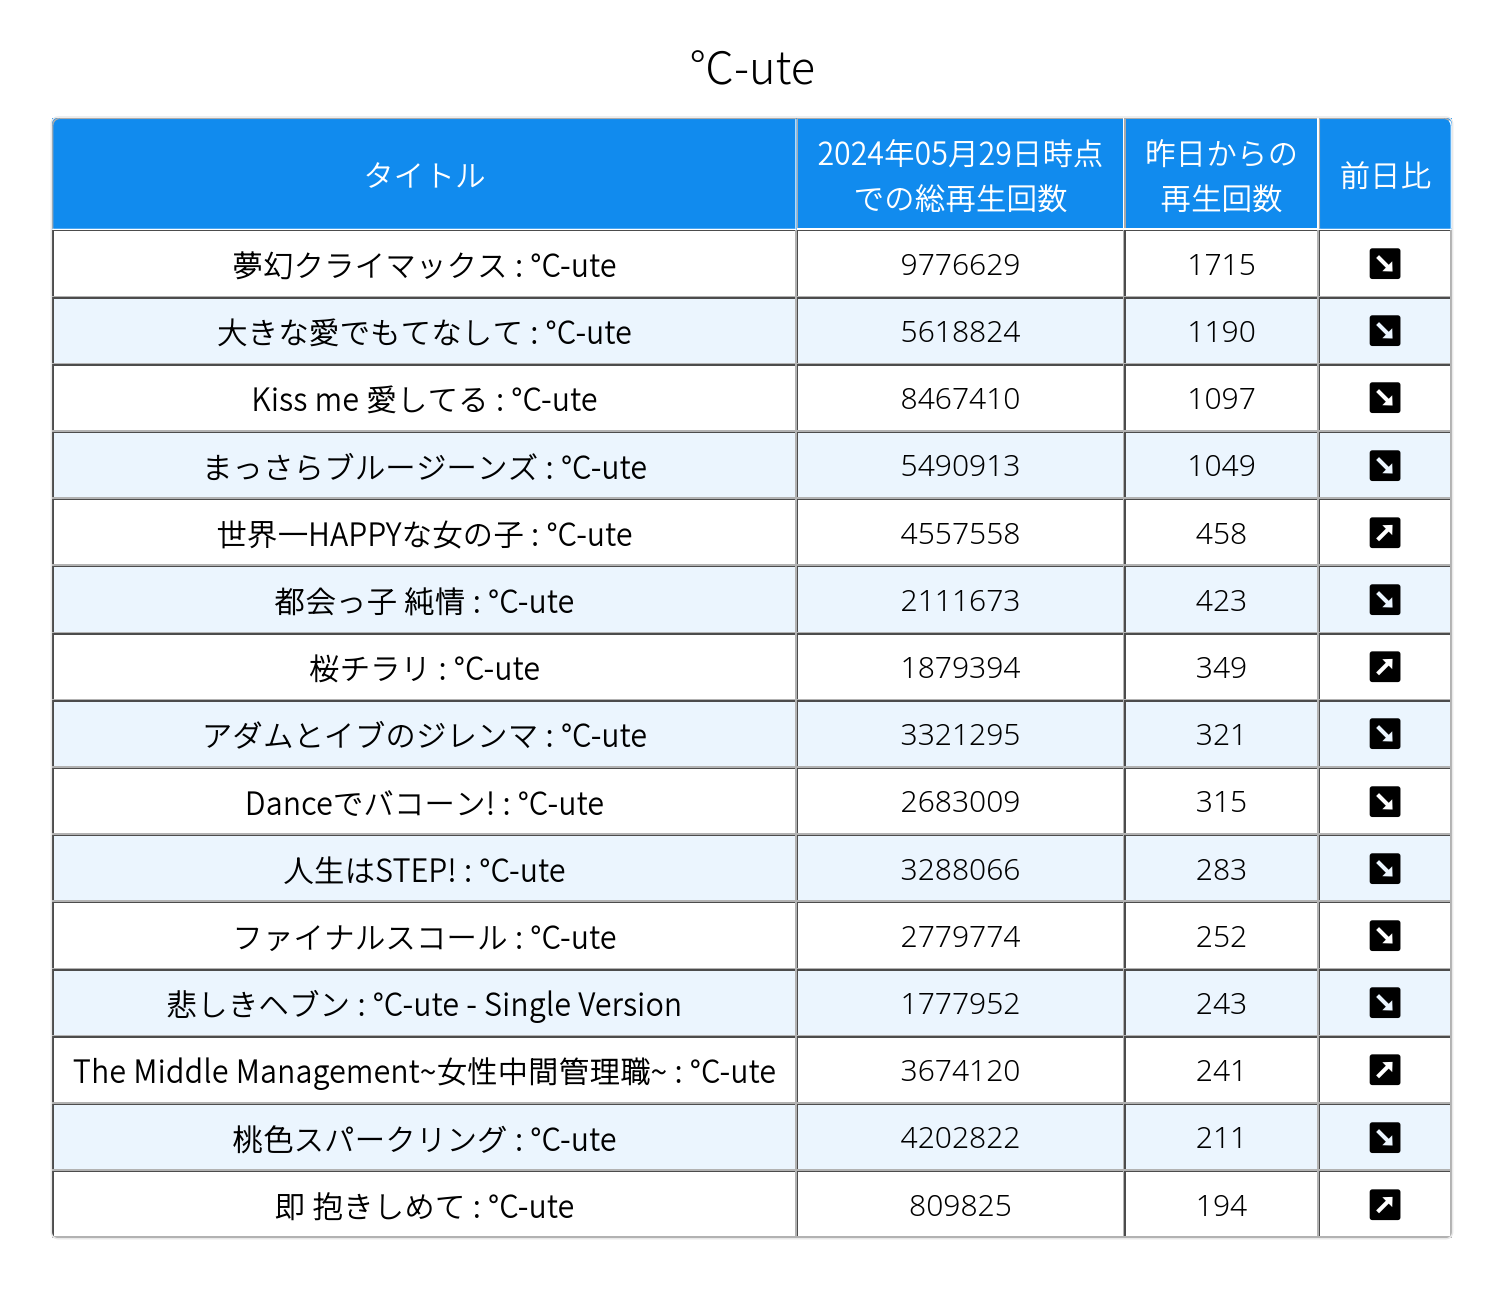 ℃-ute
タイトル 2024年05月29日時点での総再生回数 昨日からの再生回数 前日比
夢幻クライマックス : ℃-ute 9776629 1715 ↘
大きな愛でもてなして : ℃-ute 5618824 1190 ↘
Kiss me 愛してる : ℃-ute 8467410 1097 ↘
まっさらブルージーンズ : ℃-ute 5490913 1049 ↘
世界一HAPPYな女の子 : ℃-ute 4557558 458 ↗
都会っ子 純情 : ℃-ute 2111673 423 ↘
桜チラリ : ℃-ute 1879394 349 ↗
アダムとイブのジレンマ : ℃-ute 3321295 321 ↘
Danceでバコーン! : ℃-ute 2683009 315 ↘
人生はSTEP! : ℃-ute 3288066 283 ↘
ファイナルスコール : ℃-ute 2779774 252 ↘
悲しきヘブン : ℃-ute - Single Version 1777952 243 ↘
The Middle Management~女性中間管理職~ : ℃-ute 3674120 241 ↗
桃色スパークリング : ℃-ute 4202822 211 ↘
即 抱きしめて : ℃-ute 809825 194 ↗